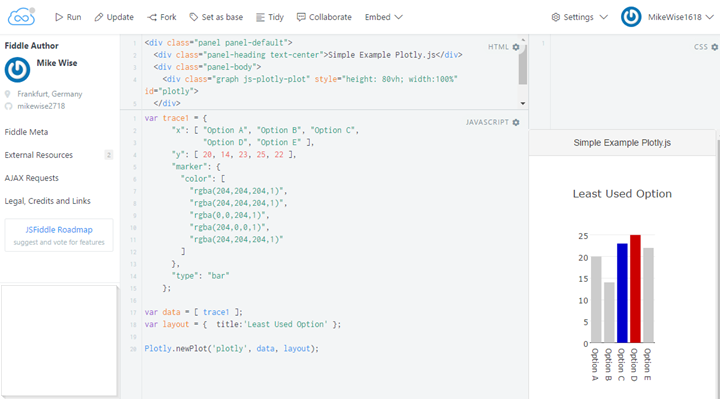 Run Update Fork Set as base Tidy Collaborate Embed Settings MikeWise1618
Fiddle Author
Mike Wise
Frankfurt, Germany
mikewise2718
Fiddle Meta
External Resources 2
AJAX Requests
Legal, Credits and Links
JSFiddle Roadmap
suggest and vote for features
HTML
1 <div class="panel panel-default">
2 <div class="panel-heading text-center">Simple Example Plotly.js</div>
3 <div class="panel-body">
4 <div class="graph js-plotly-plot" style="height: 80vh; width:100%"
id="plotly">
5 </div>
JAVASCRIPT
1 var trace1 = {
2 "x": [ "Option A", "Option B", "Option C",
3 "Option D", "Option E" ],
4 "y": [ 20, 14, 23, 25, 22 ],
5 "marker": {
6 "color": [
7 "rgba(204,204,204,1)",
8 "rgba(204,204,204,1)",
9 "rgba(0,0,204,1)",
10 "rgba(204,0,0,1)",
11 "rgba(204,204,204,1)"
12 ]
13 },
14 "type": "bar"
15 };
16
17 var data = [ trace1 ];
18 var layout = { title:'Least Used Option' };
19
20 Plotly.newPlot('plotly', data, layout);
1
CSS
Simple Example Plotly.js
Least Used Option
25
20
15
10
5
0
Option A
Option B
Option C
Option D
Option E